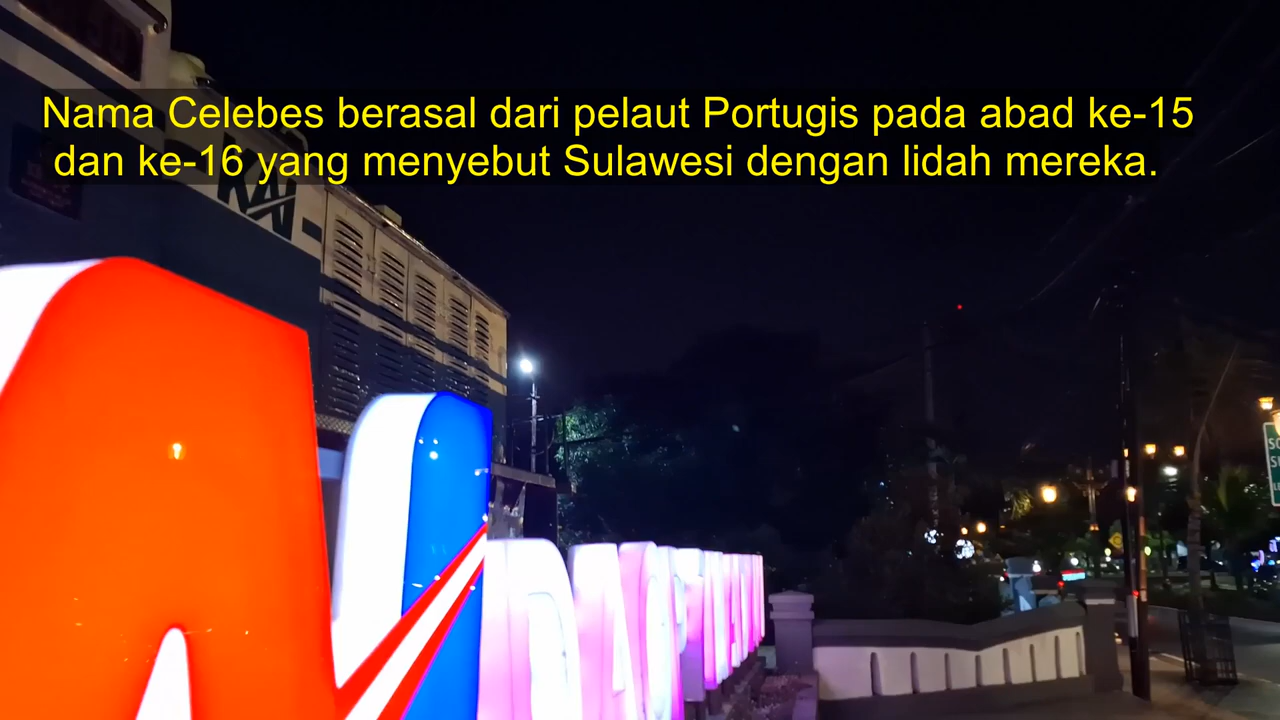 Nama Celebes berasal dari pelaut Portugis pada abad ke-15
dan ke-16 yang menyebut Sulawesi dengan lidah mereka.
KAI